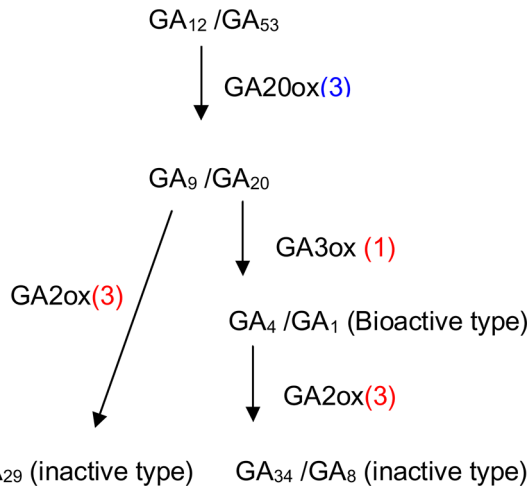 GA₁₂ /GA₅₃
GA20ox(3)
GA₉ /GA₂₀
GA3ox (1)
GA2ox(3)
GA₄ /GA₁ (Bioactive type)
GA2ox(3)
₂₉ (inactive type)
GA₃₄ /GA₈ (inactive type)